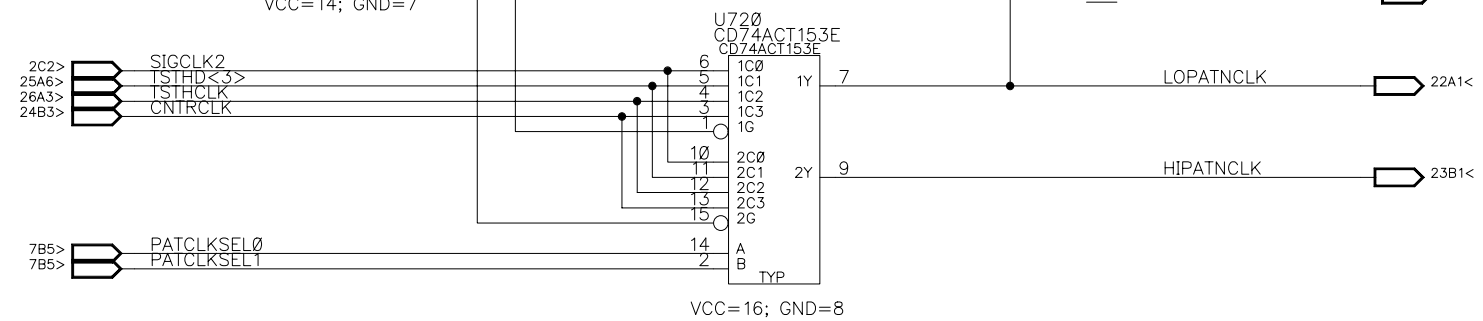 VCC=14; GND=7
U720
CD74ACT153E
CD74ACT153E
2C2> SIGCLK2 6 1C0
25A6> TSTHD<3> 5 1C1 1Y 7 LOPATNCLK 22A1<
26A3> TSTHCLK 4 1C2
24B3> CNTRCLK 3 1C3
1 1G
10 2C0
11 2C1 2Y 9 HIPATNCLK 23B1<
12 2C2
13 2C3
15 2G
7B5> PATCLKSEL0 14 A
7B5> PATCLKSEL1 2 B
TYP
VCC=16; GND=8